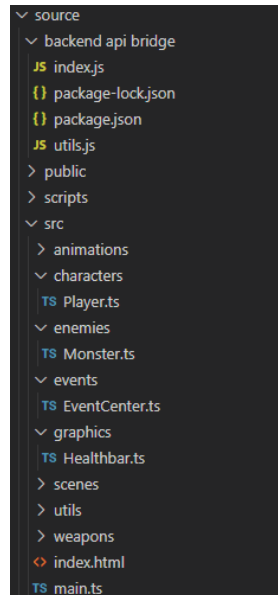 source
backend api bridge
JS index.js
{} package-lock.json
{} package.json
JS utils.js
public
scripts
src
animations
characters
TS Player.ts
enemies
TS Monster.ts
events
TS EventCenter.ts
graphics
TS Healthbar.ts
scenes
utils
weapons
<> index.html
TS main.ts